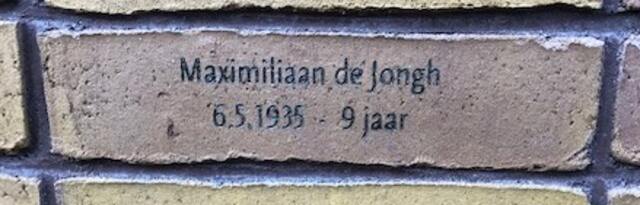 Maximiliaan de Jongh
6.5.1935 - 9 jaar